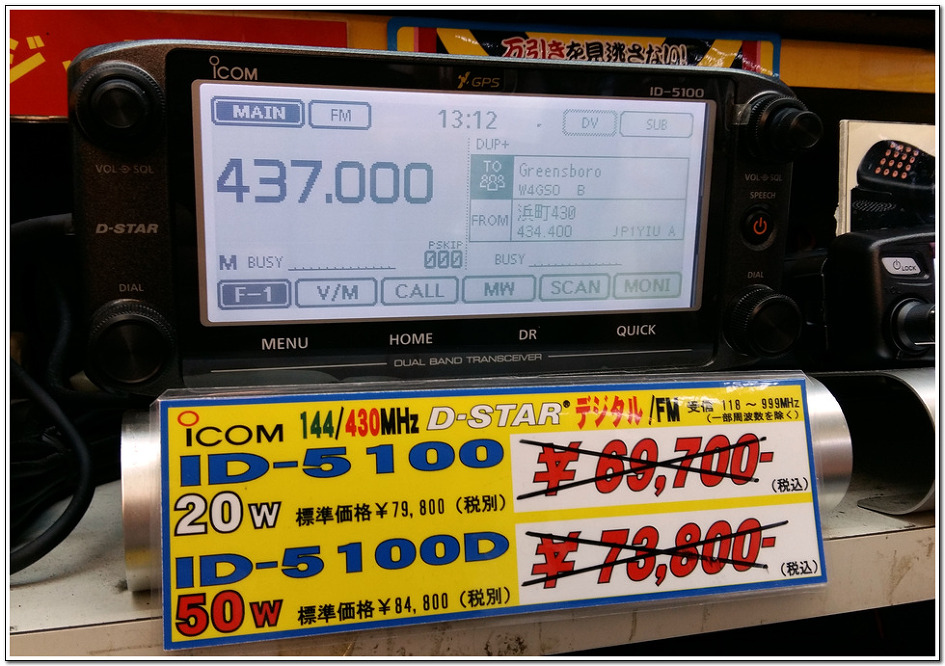 ジ
万引きを見逃さない!
iCOM
GPS
ID-5100
MAIN FM 13:12 DV SUB
DUP+
437.000
TO Greensboro
W4GSO B
FROM 浜町430
434.400 JP1YIU A
PSKIP
M BUSY 000 BUSY
F-1 V/M CALL MW SCAN MONI
VOL SQL
D-STAR
DIAL
VOL SQL
SPEECH
DIAL
LOCK
MENU HOME DR QUICK
DUAL BAND TRANSCEIVER
iCOM 144/430MHz D-STAR® デジタル/FM 受信 118～999MHz
(一部周波数を除く)
ID-5100 ¥69,700-
20W 標準価格¥79,800（税別） (税込)
ID-5100D ¥73,800-
50W 標準価格¥84,800（税別） (税込)